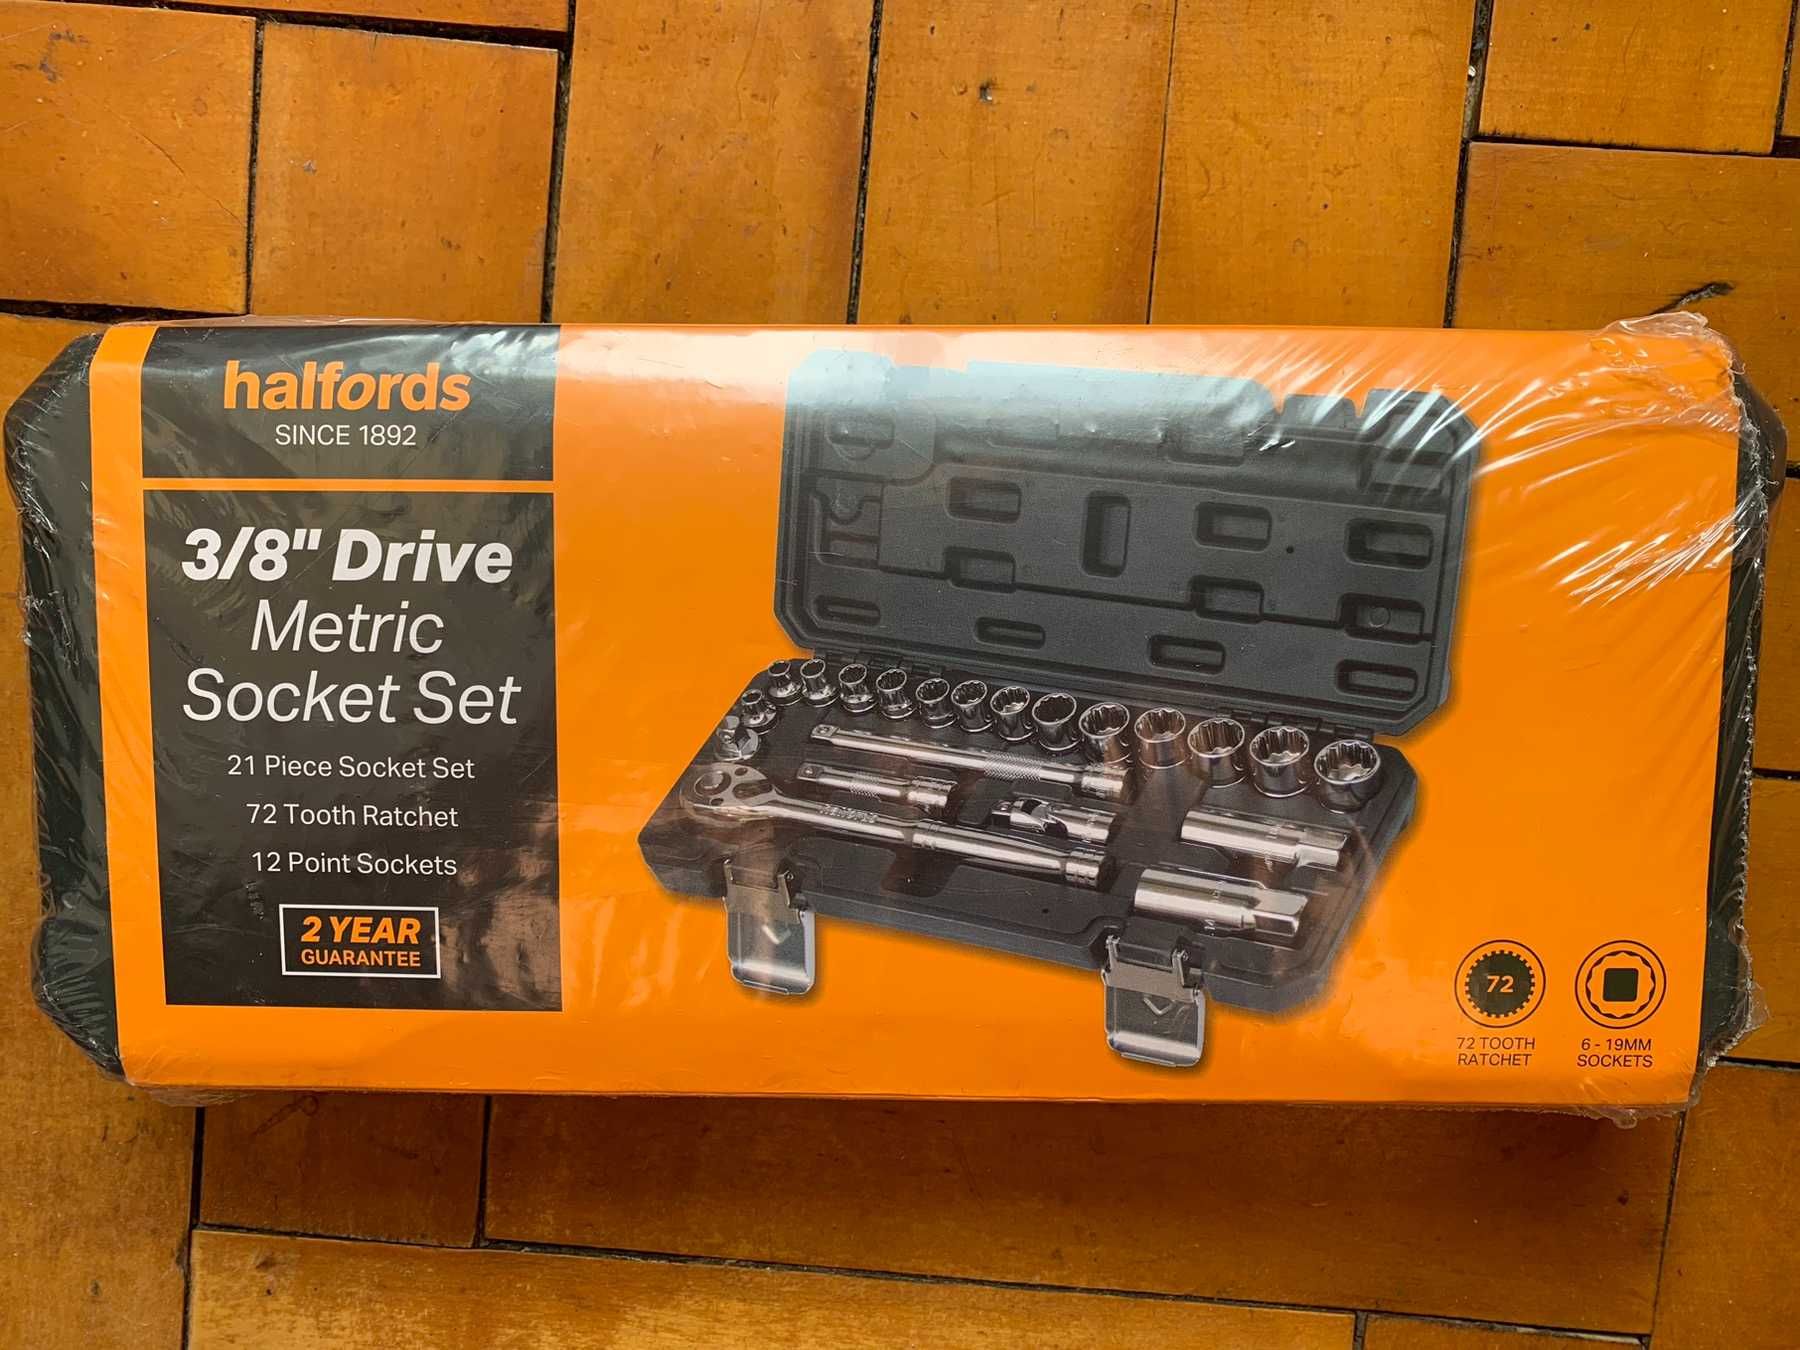 halfords
SINCE 1892
3/8" Drive
Metric
Socket Set
21 Piece Socket Set
72 Tooth Ratchet
12 Point Sockets
2 YEAR
GUARANTEE
72
72 TOOTH
RATCHET
6 - 19MM
SOCKETS